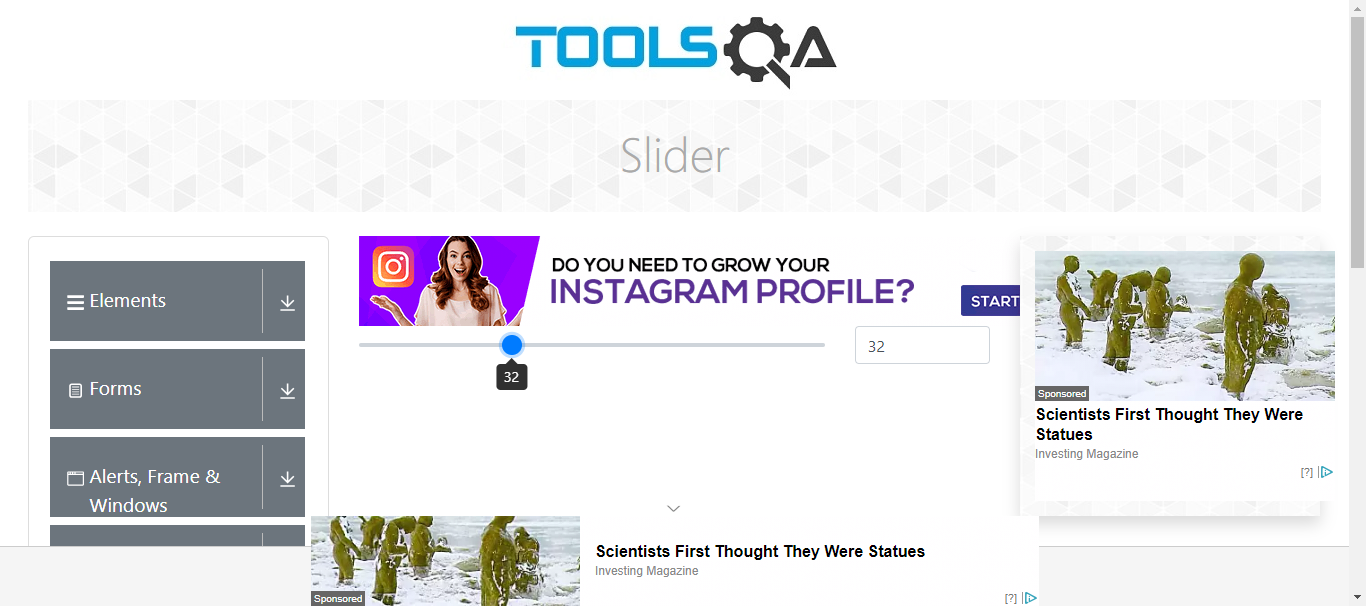 TOOLSQA
Slider
Elements
Forms
Alerts, Frame &
Windows
DO YOU NEED TO GROW YOUR
INSTAGRAM PROFILE?
START
32
32
Sponsored
Scientists First Thought They Were
Statues
Investing Magazine
[?]
Sponsored
Scientists First Thought They Were Statues
Investing Magazine
[?]